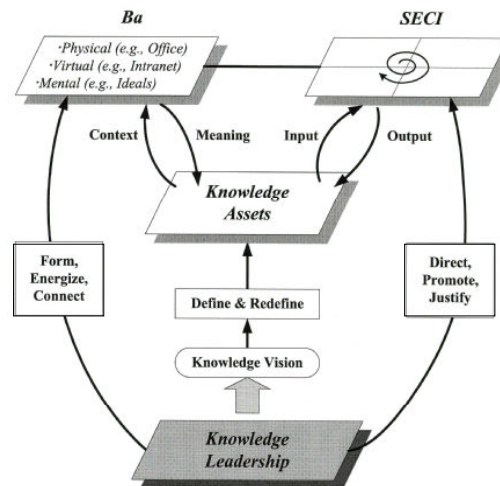 Ba
SECI
·Physical (e.g., Office)
·Virtual (e.g., Intranet)
·Mental (e.g., Ideals)
Context
Meaning
Input
Output
Knowledge
Assets
Form,
Energize,
Connect
Direct,
Promote,
Justify
Define & Redefine
Knowledge Vision
Knowledge
Leadership